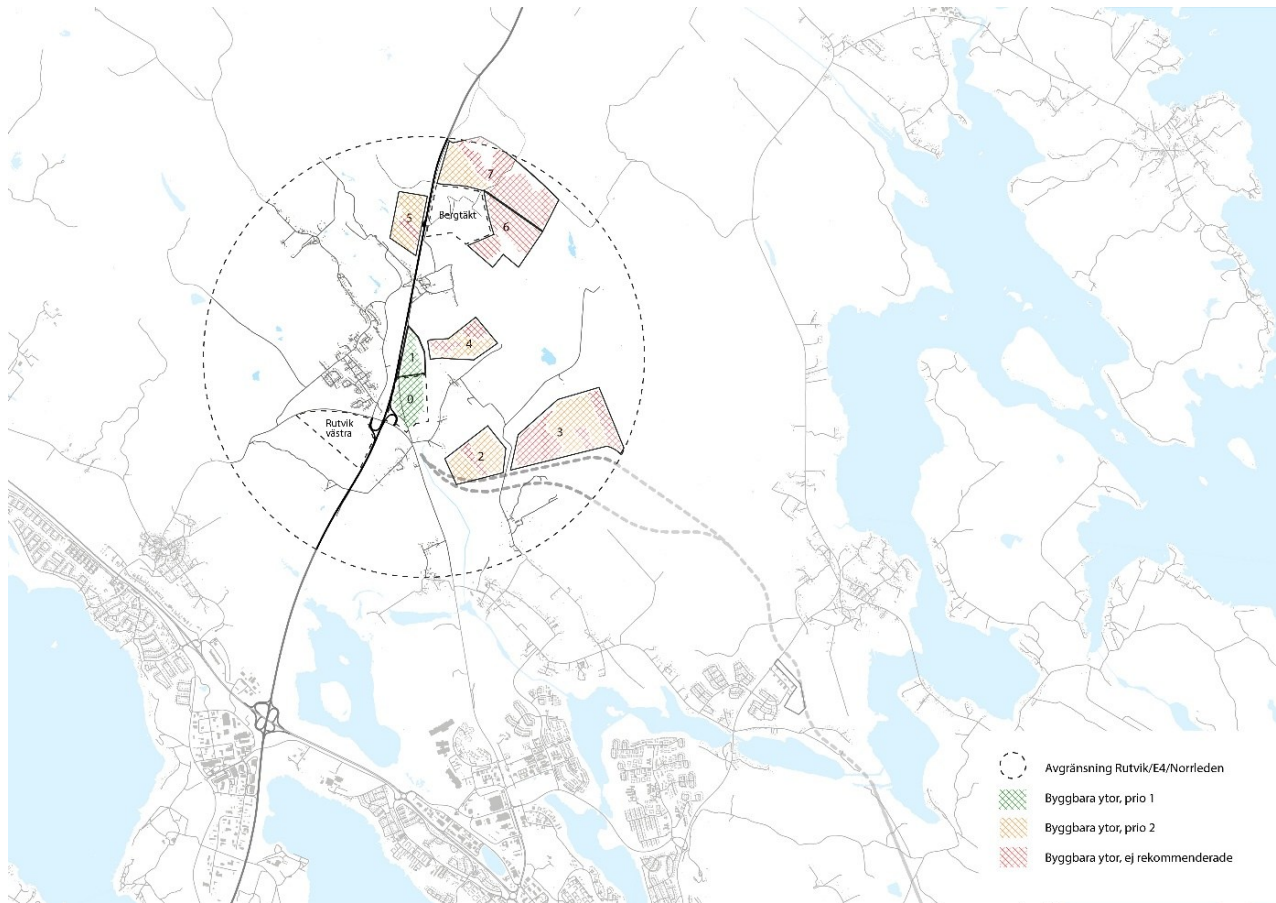 7
5
Bergtäkt
6
1
4
0
Rutvik
västra
3
2
Avgränsning Rutvik/E4/Norrleden
Byggbara ytor, prio 1
Byggbara ytor, prio 2
Byggbara ytor, ej rekommenderade